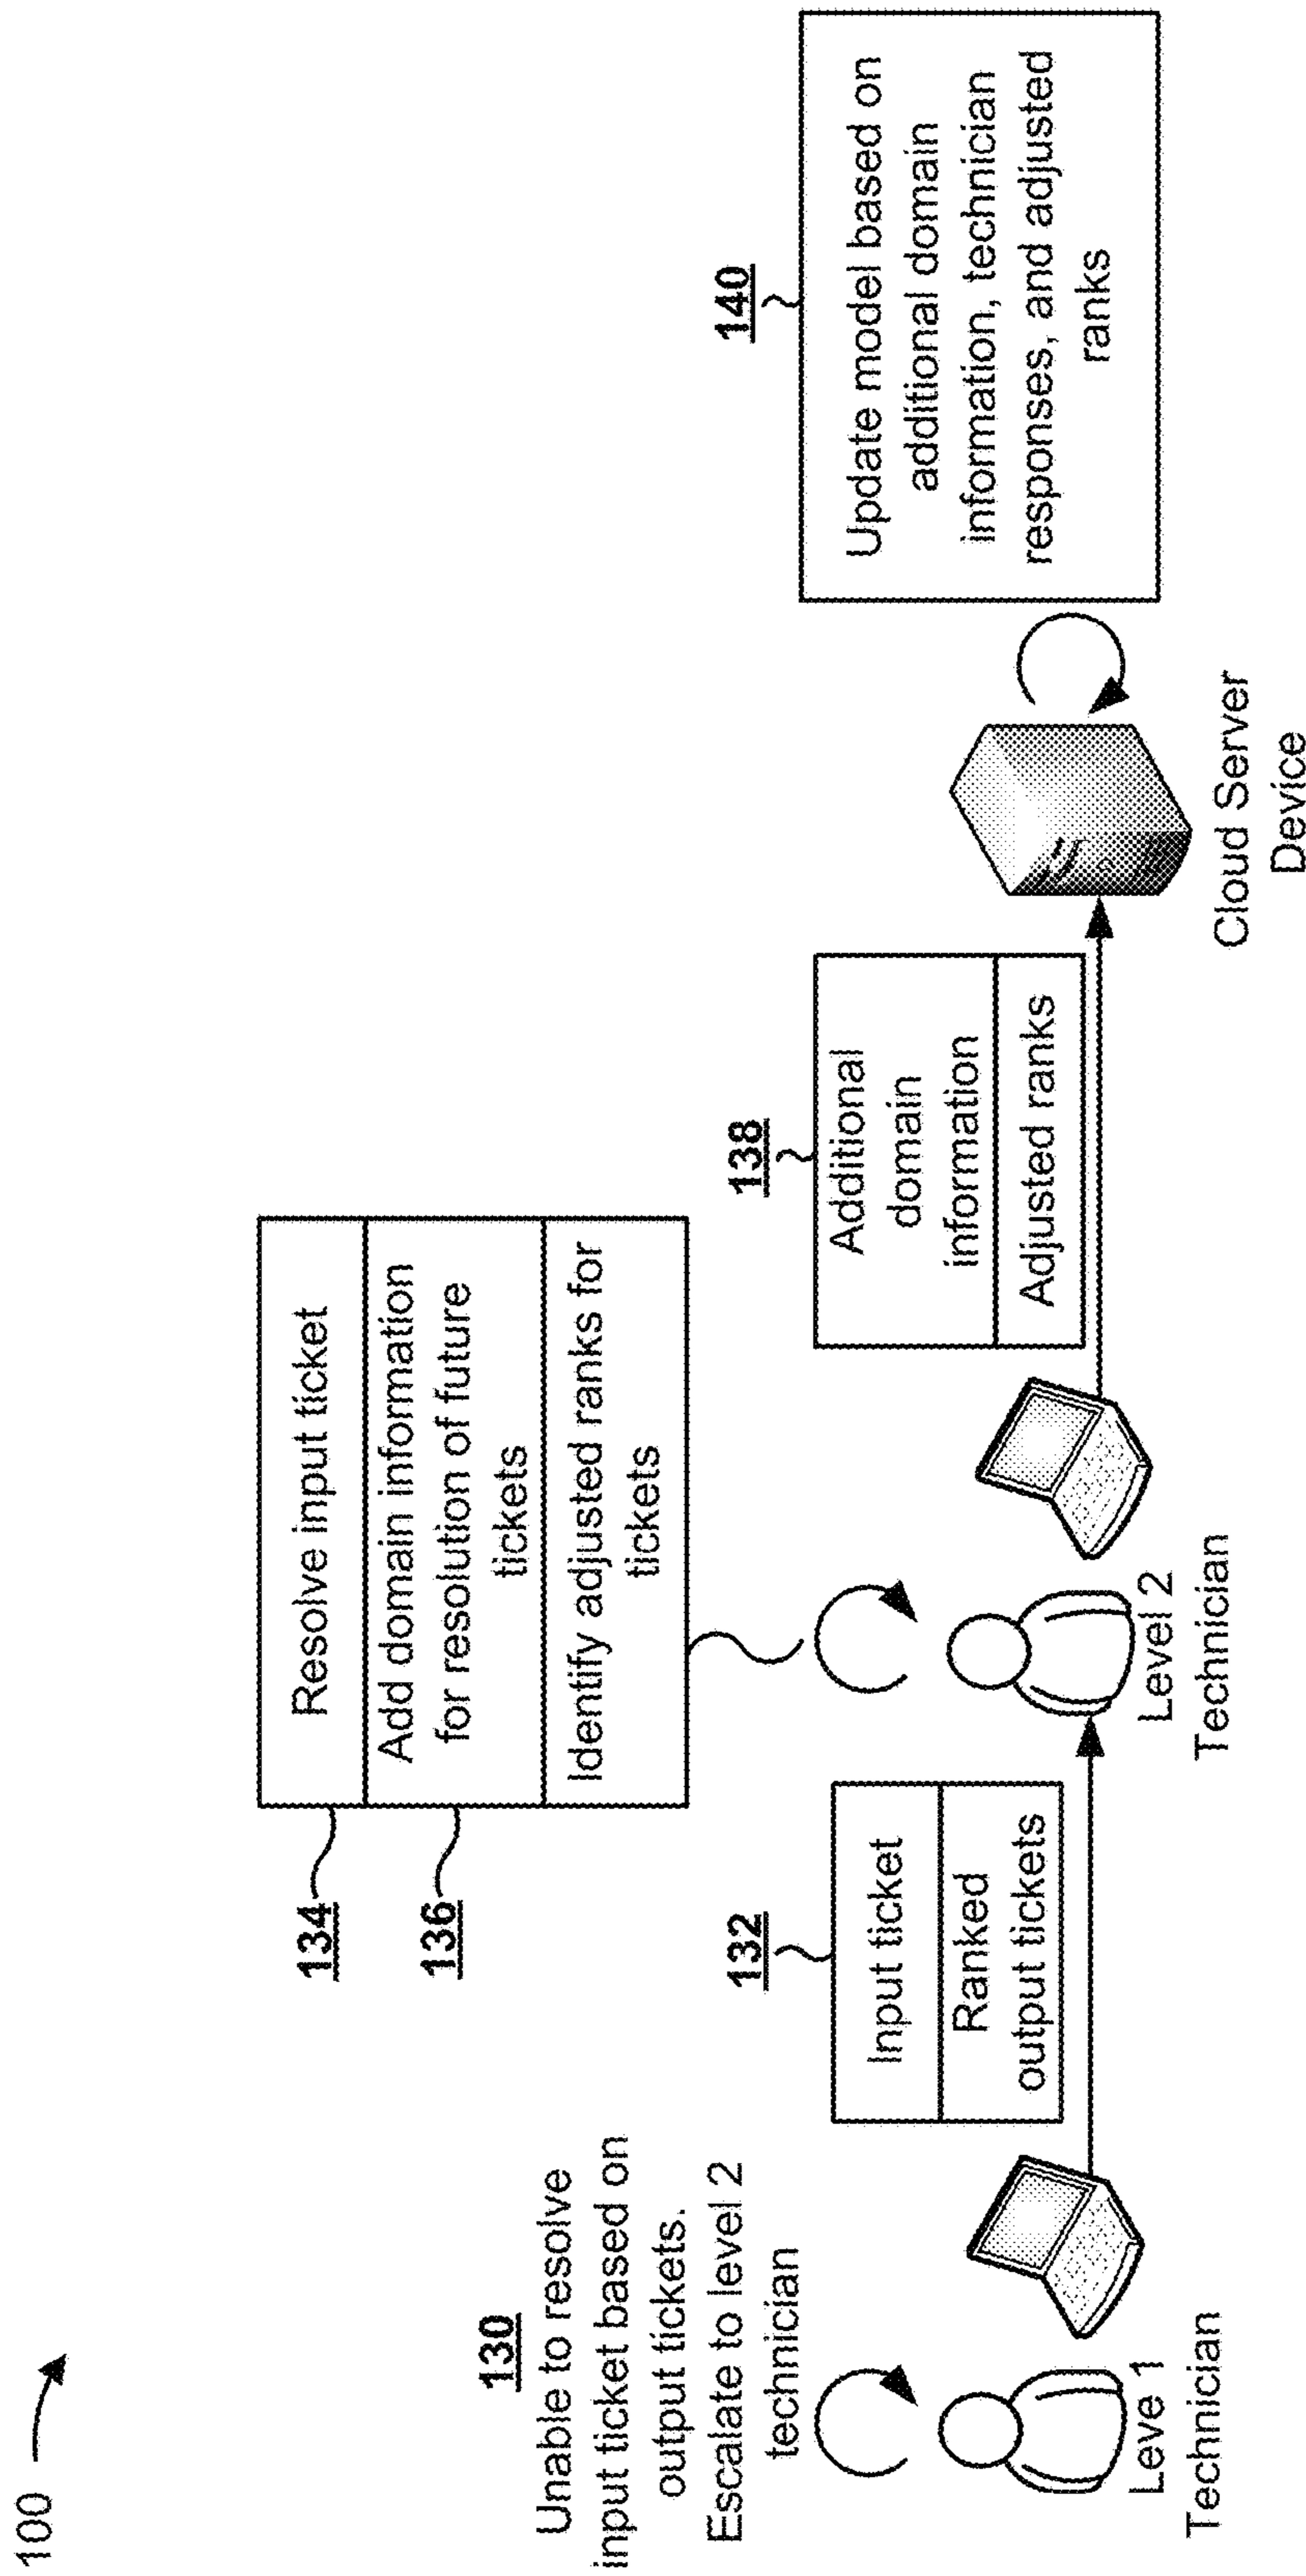 100
130
Unable to resolve
input ticket based on
output tickets.
Escalate to level 2
technician
Leve 1
Technician
132
Input ticket
Ranked
output tickets
134
Resolve input ticket
136
Add domain information
for resolution of future
tickets
Identify adjusted ranks for
tickets
Level 2
Technician
138
Additional
domain
information
Adjusted ranks
Cloud Server
Device
140
Update model based on
additional domain
information, technician
responses, and adjusted
ranks